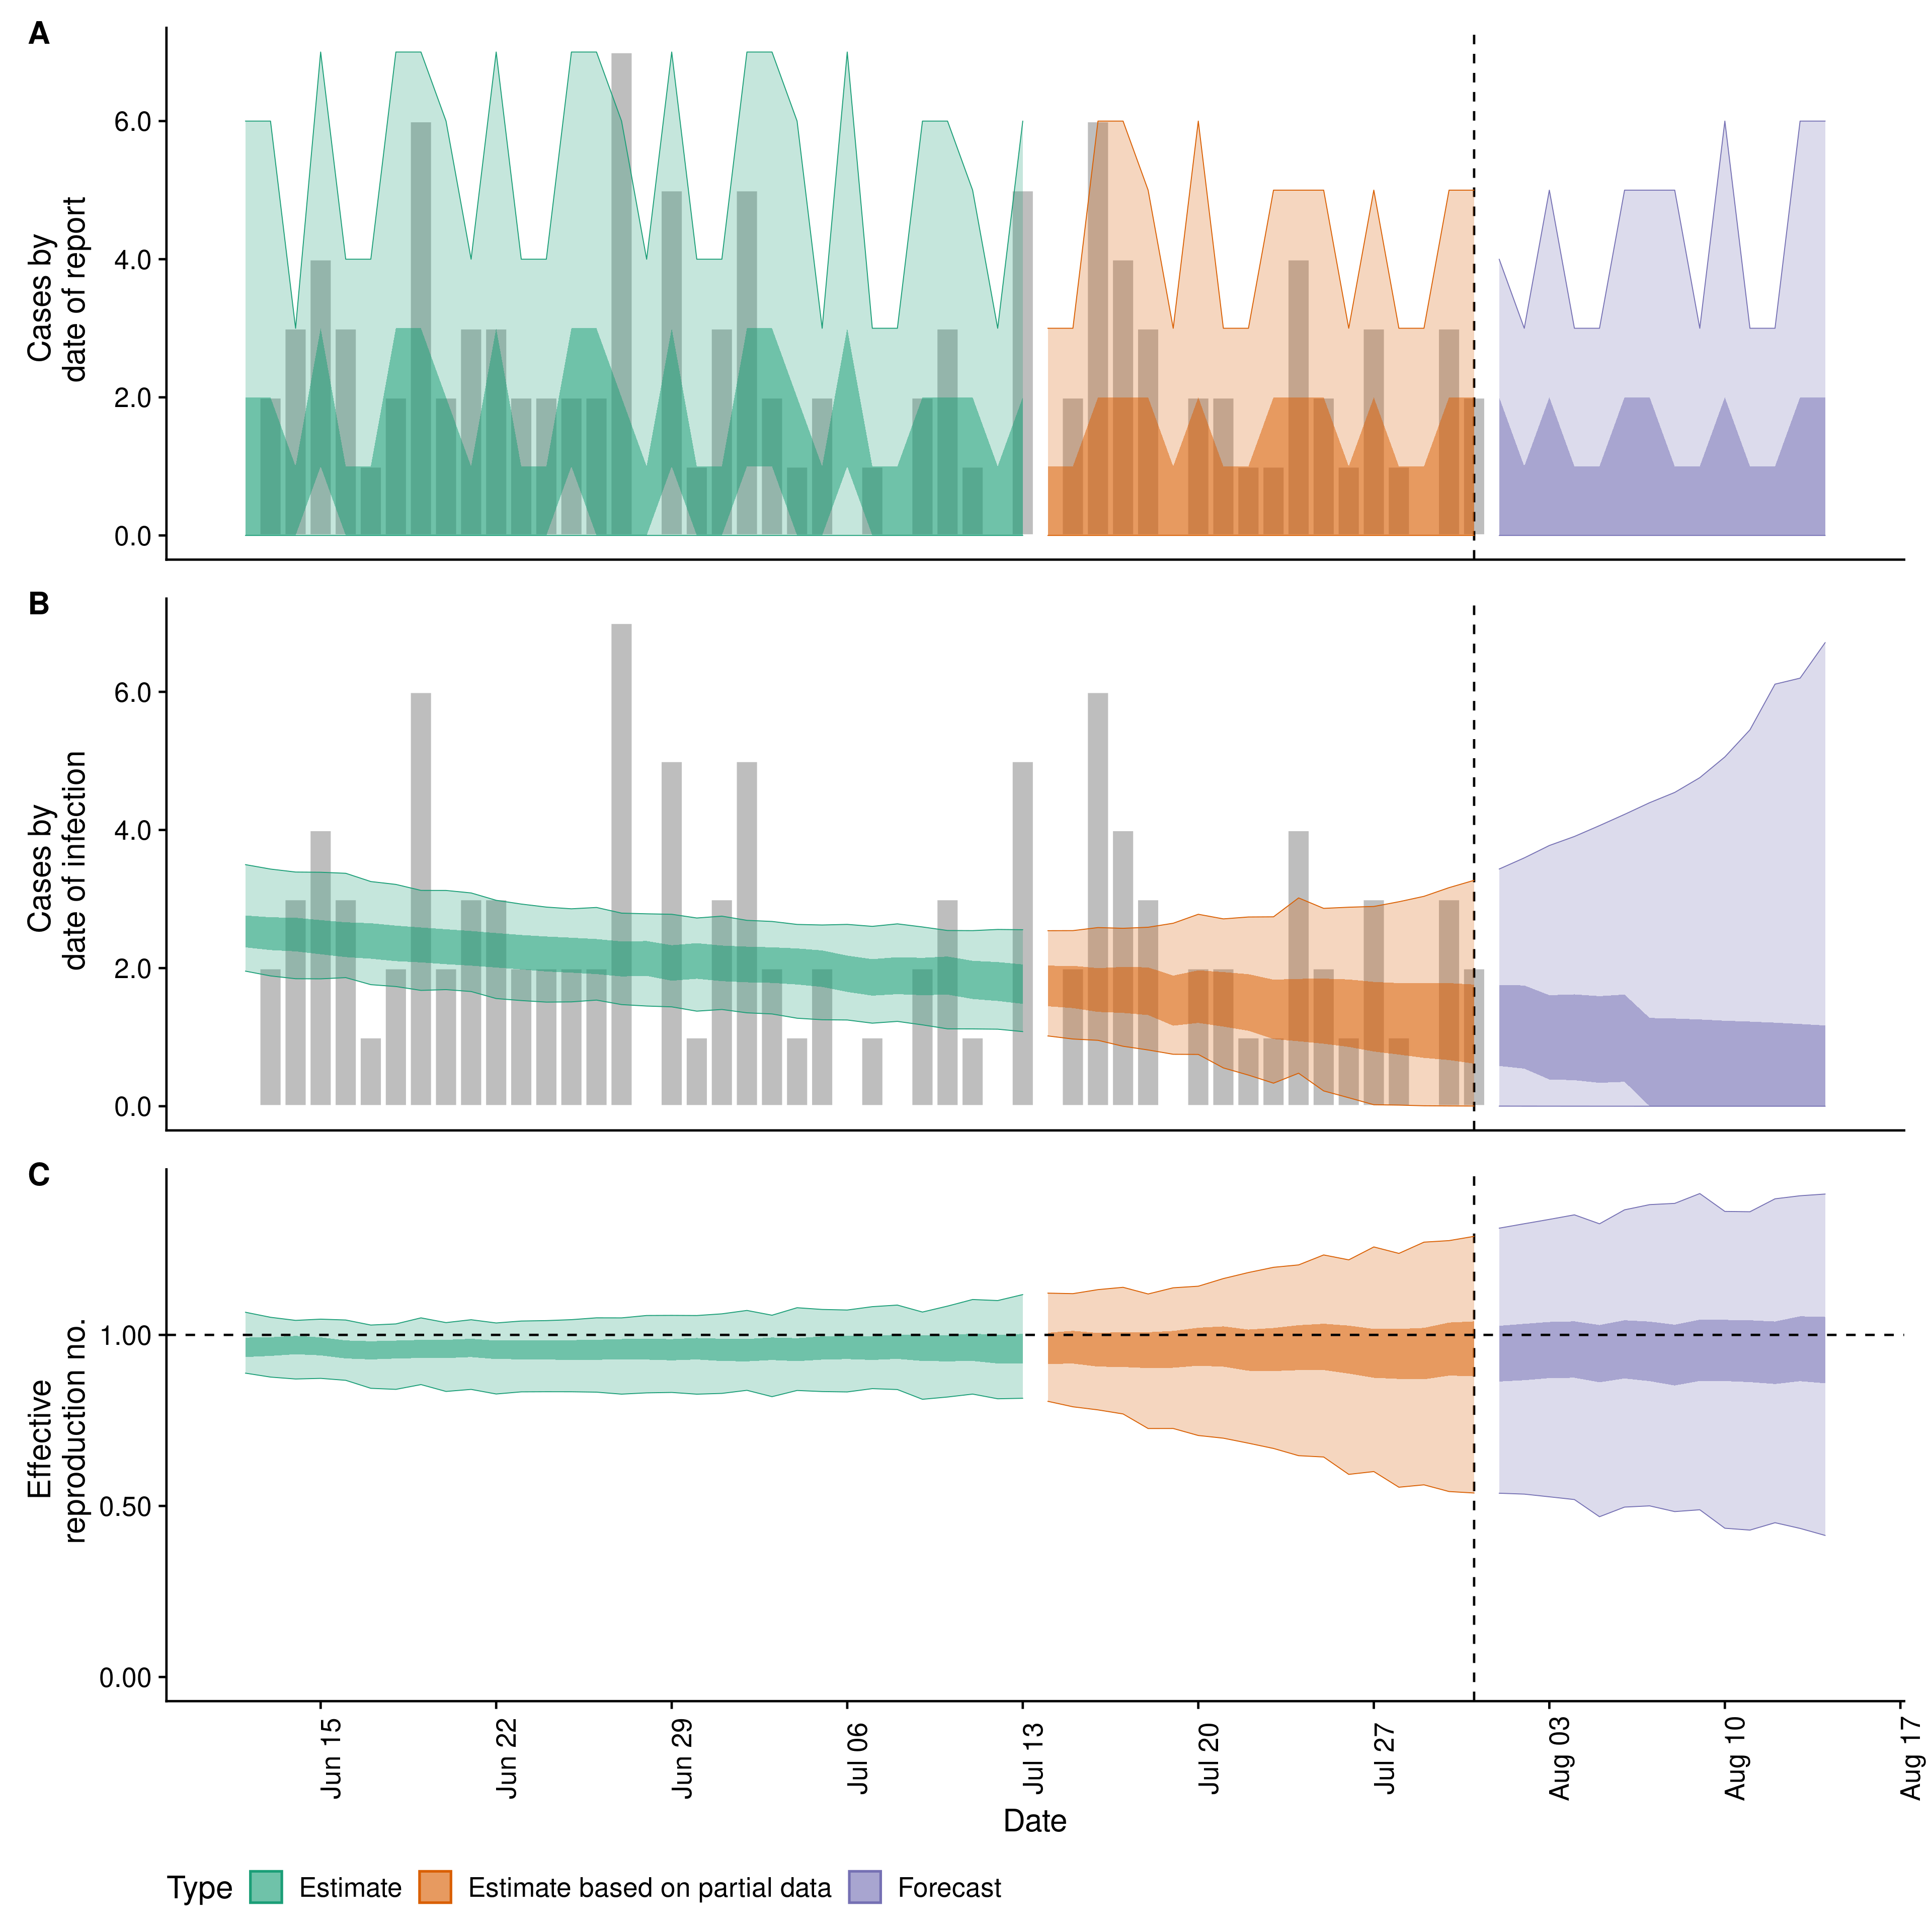 A
Cases by
date of report
6.0
4.0
2.0
0.0
B
Cases by
date of infection
6.0
4.0
2.0
0.0
C
Effective
reproduction no.
1.00
0.50
0.00
Jun 15
Jun 22
Jun 29
Jul 06
Jul 13
Jul 20
Jul 27
Aug 03
Aug 10
Aug 17
Date
Type Estimate Estimate based on partial data Forecast